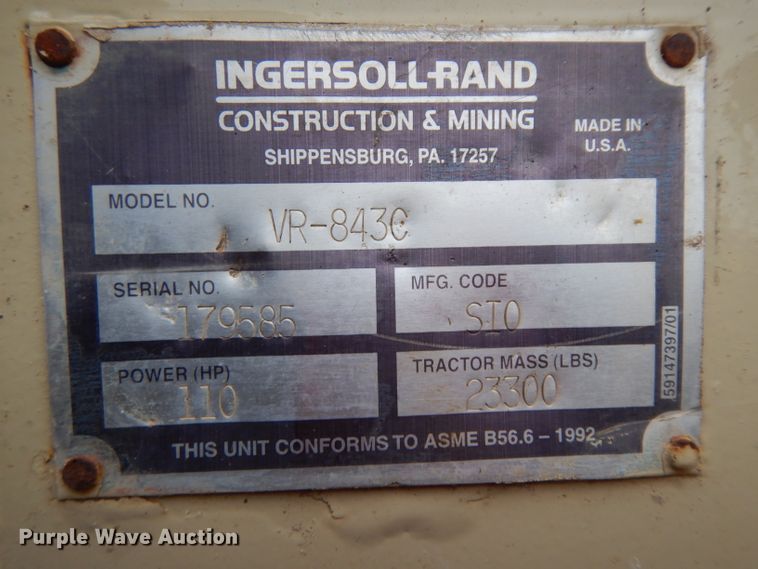 INGERSOLL-RAND
CONSTRUCTION & MINING
MADE IN
U.S.A.
SHIPPENSBURG, PA. 17257
MODEL NO.
VR-843C
SERIAL NO.
179585
MFG. CODE
SIO
POWER (HP)
110
TRACTOR MASS (LBS)
23300
59147397/01
THIS UNIT CONFORMS TO ASME B56.6 – 1992
Purple Wave Auction